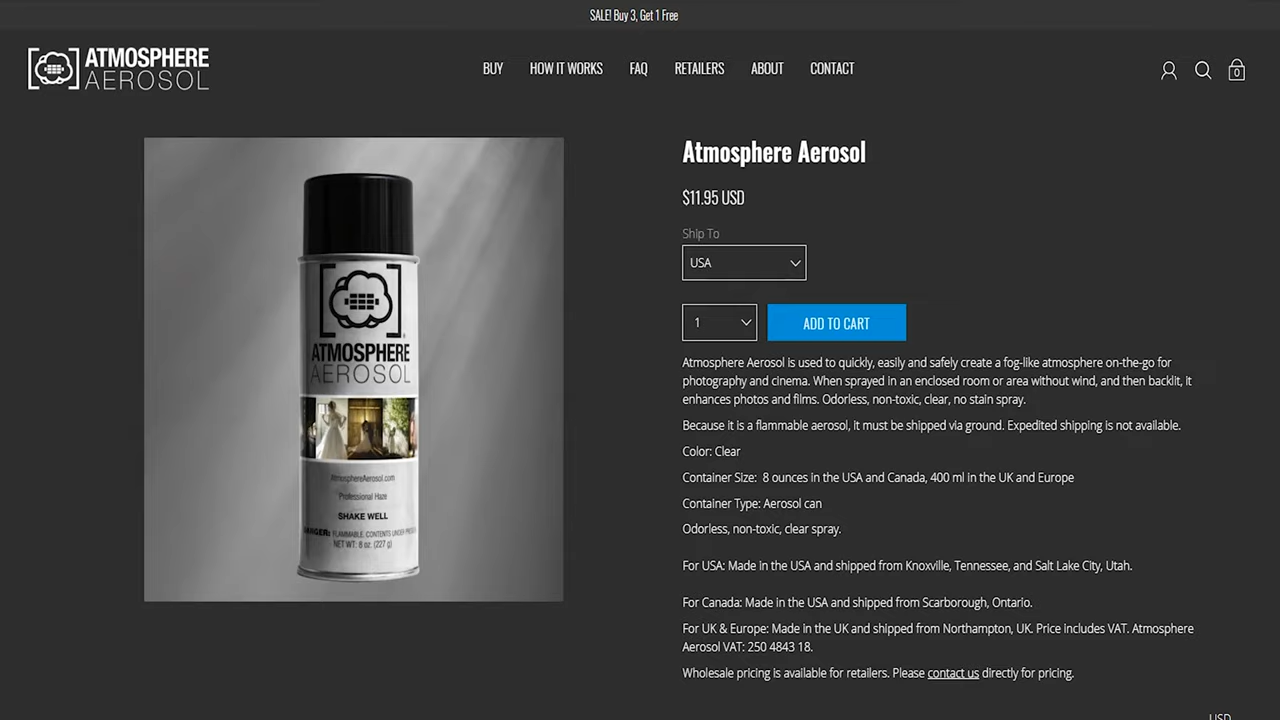 SALE! Buy 3, Get 1 Free
ATMOSPHERE
AEROSOL
BUY HOW IT WORKS FAQ RETAILERS ABOUT CONTACT
0
Atmosphere Aerosol
$11.95 USD
Ship To
USA
1 ADD TO CART
Atmosphere Aerosol is used to quickly, easily and safely create a fog-like atmosphere on-the-go for
photography and cinema. When sprayed in an enclosed room or area without wind, and then backlit, it
enhances photos and films. Odorless, non-toxic, clear, no stain spray.
Because it is a flammable aerosol, it must be shipped via ground. Expedited shipping is not available.
Color: Clear
Container Size: 8 ounces in the USA and Canada, 400 ml in the UK and Europe
Container Type: Aerosol can
Odorless, non-toxic, clear spray.
For USA: Made in the USA and shipped from Knoxville, Tennessee, and Salt Lake City, Utah.
For Canada: Made in the USA and shipped from Scarborough, Ontario.
For UK & Europe: Made in the UK and shipped from Northampton, UK. Price includes VAT. Atmosphere
Aerosol VAT: 250 4843 18.
Wholesale pricing is available for retailers. Please contact us directly for pricing.
USD
ATMOSPHERE
AEROSOL
AtmosphereAerosol.com
Professional Haze
SHAKE WELL
DANGER: FLAMMABLE. CONTENTS UNDER
NET WT: 8 oz. (227 g)